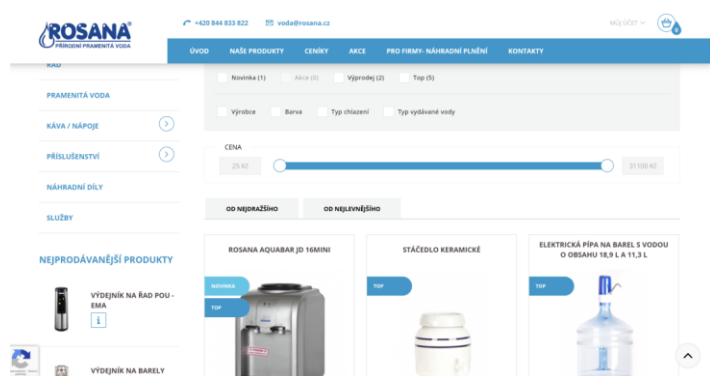 ROSANA
PŘÍRODNÍ PRAMENITÁ VODA
+420 844 833 822
voda@rosana.cz
MŮJ ÚČET
0
ÚVOD
NAŠE PRODUKTY
CENÍKY
AKCE
PRO FIRMY- NÁHRADNÍ PLNĚNÍ
KONTAKTY
ŘAD
PRAMENITÁ VODA
KÁVA / NÁPOJE
PŘÍSLUŠENSTVÍ
NÁHRADNÍ DÍLY
SLUŽBY
NEJPRODÁVANĚJŠÍ PRODUKTY
VÝDEJNÍK NA ŘAD POU -
EMA
i
VÝDEJNÍK NA BARELY
Novinka (1)
Akce (0)
Výprodej (2)
Top (5)
Výrobce
Barva
Typ chlazení
Typ vydávané vody
CENA
25 Kč
31100 Kč
OD NEJDRAŽŠÍHO
OD NEJLEVNĚJŠÍHO
ROSANA AQUABAR JD 16MINI
NOVINKA
TOP
STÁČEDLO KERAMICKÉ
TOP
ELEKTRICKÁ PÍPA NA BAREL S VODOU
O OBSAHU 18,9 L A 11,3 L
TOP